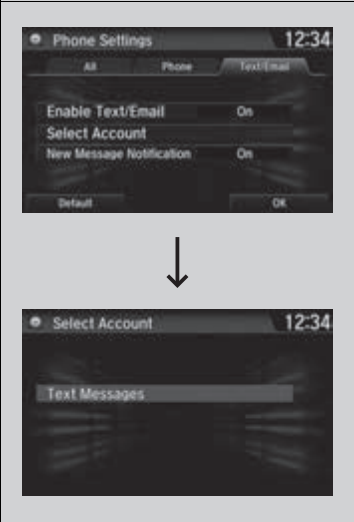 Phone Settings 12:34
All Phone Text/Email
Enable Text/Email On
Select Account
New Message Notification On
Default OK
Select Account 12:34
Text Messages